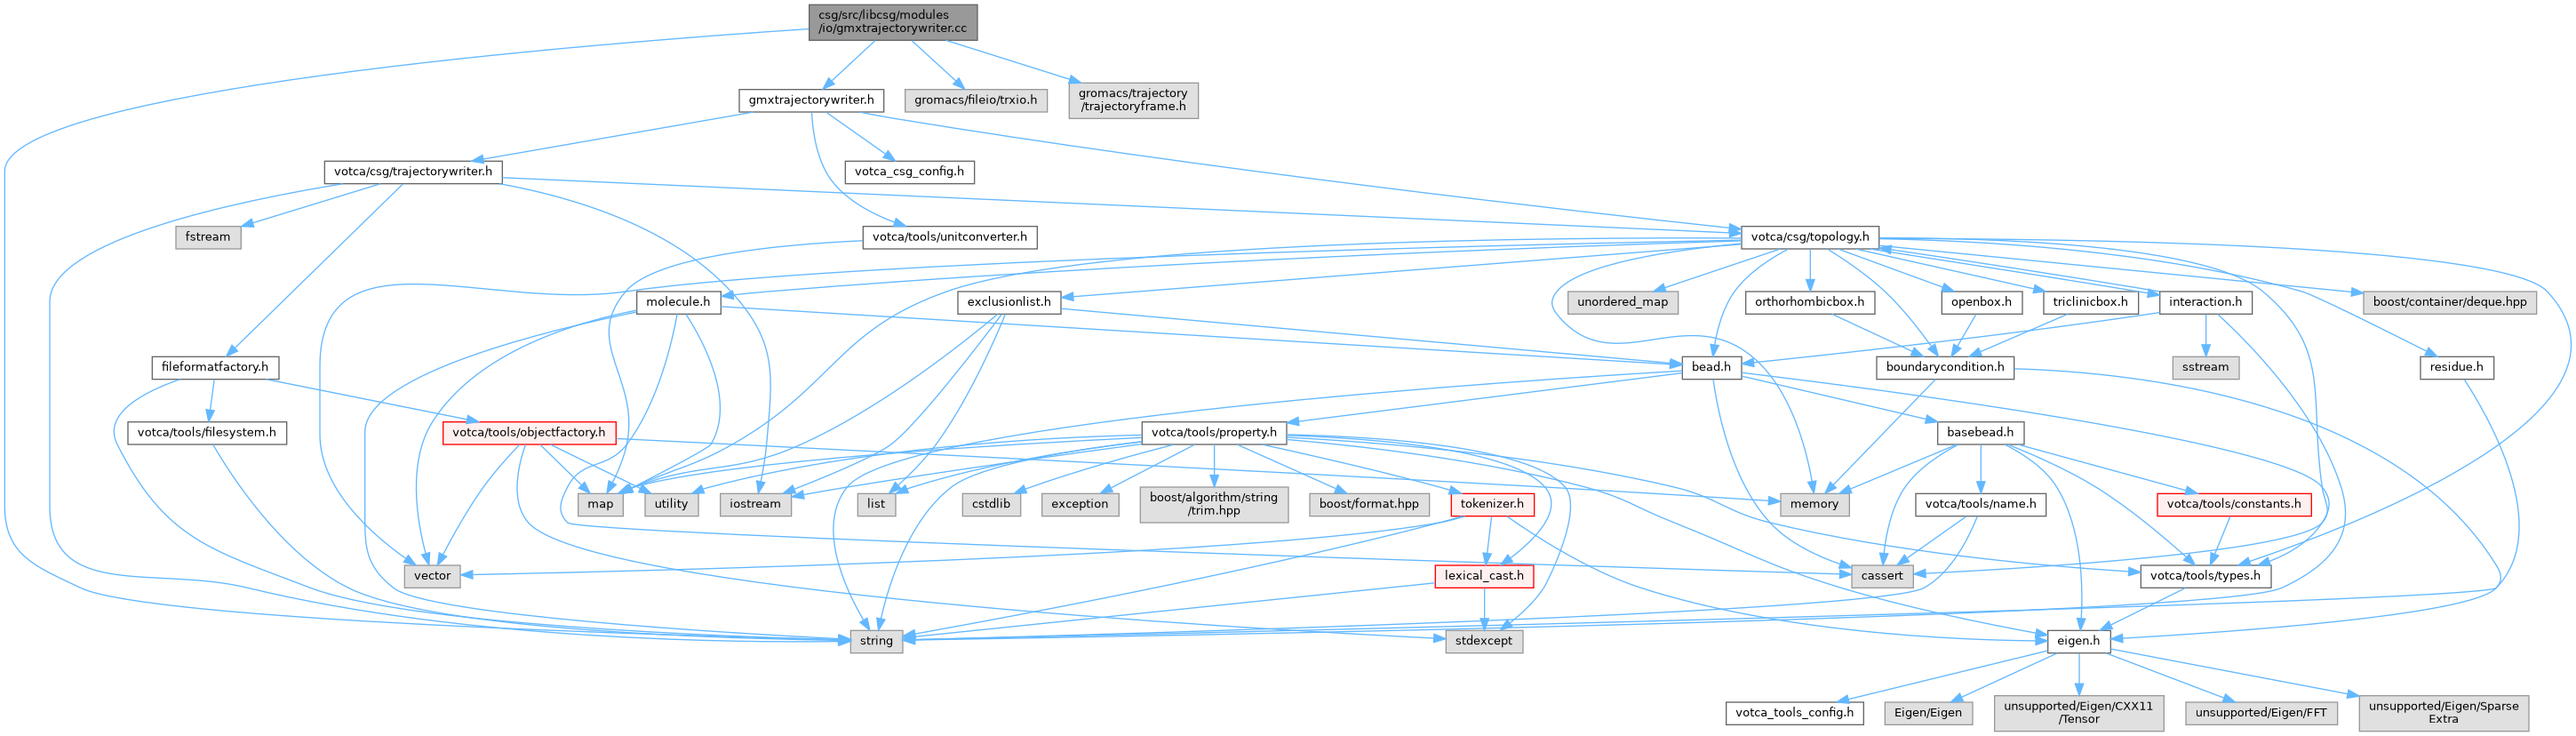 csg/src/libcsg/modules
/io/gmxtrajectorywriter.cc
gmxtrajectorywriter.h
gromacs/fileio/trxio.h
gromacs/trajectory
/trajectoryframe.h
votca/csg/trajectorywriter.h
votca_csg_config.h
fstream
votca/tools/unitconverter.h
votca/csg/topology.h
molecule.h
exclusionlist.h
unordered_map
orthorhombicbox.h
openbox.h
triclinicbox.h
interaction.h
boost/container/deque.hpp
fileformatfactory.h
bead.h
boundarycondition.h
sstream
residue.h
votca/tools/filesystem.h
votca/tools/objectfactory.h
votca/tools/property.h
basebead.h
map
utility
iostream
list
cstdlib
exception
boost/algorithm/string
/trim.hpp
boost/format.hpp
tokenizer.h
memory
votca/tools/name.h
votca/tools/constants.h
vector
lexical_cast.h
cassert
votca/tools/types.h
string
stdexcept
eigen.h
votca_tools_config.h
Eigen/Eigen
unsupported/Eigen/CXX11
/Tensor
unsupported/Eigen/FFT
unsupported/Eigen/Sparse
Extra